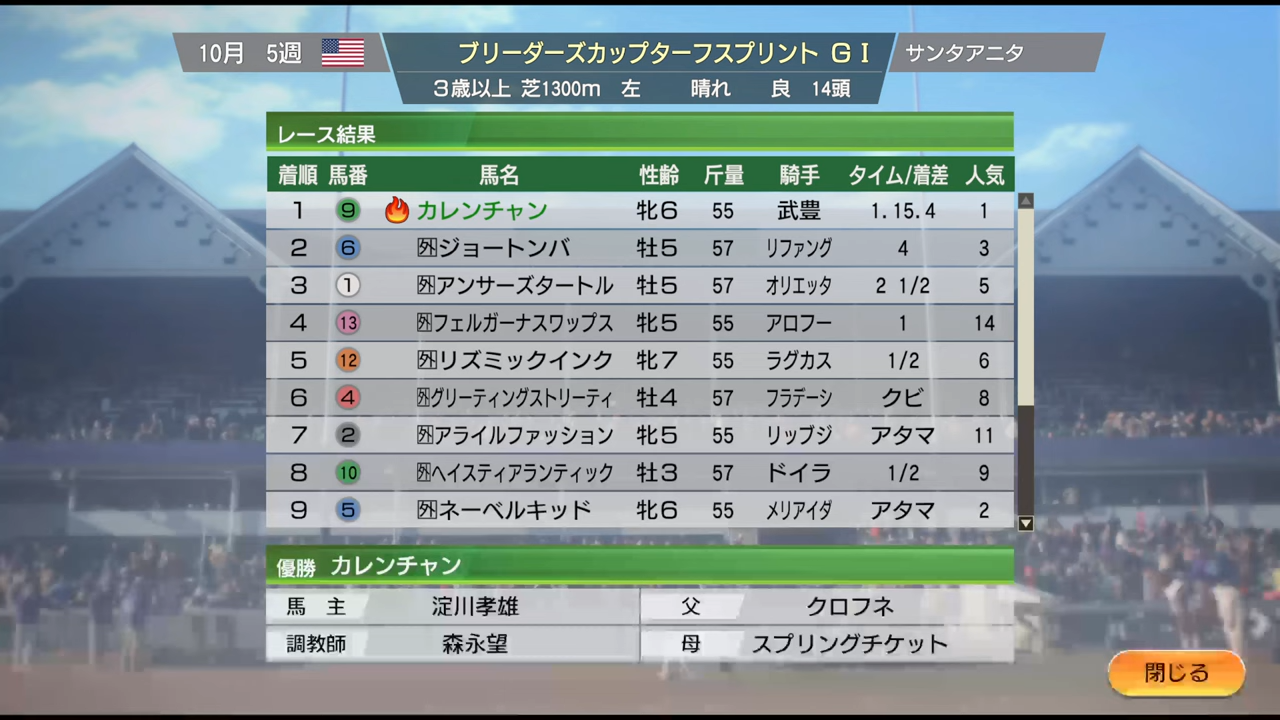 10月 5週 ブリーダーズカップターフスプリント GⅠ サンタアニタ
3歳以上 芝1300m 左 晴れ 良 14頭
レース結果
着順 馬番 馬名 性齢 斤量 騎手 タイム/着差 人気
1 9 カレンチャン 牝6 55 武豊 1.15.4 1
2 6 外ジョートンバ 牡5 57 リファング 4 3
3 1 外アンサーズタートル 牡5 57 オリエッタ 2 1/2 5
4 13 外フェルガーナスワップス 牝5 55 アロフー 1 14
5 12 外リズミックインク 牝7 55 ラグカス 1/2 6
6 4 外グリーティングストリーティ 牡4 57 フラデーシ クビ 8
7 2 外アライルファッション 牝5 55 リップジ アタマ 11
8 10 外ヘイスティアランティック 牡3 57 ドイラ 1/2 9
9 5 外ネーベルキッド 牝6 55 メリアイダ アタマ 2
優勝 カレンチャン
馬主 淀川孝雄 父 クロフネ
調教師 森永望 母 スプリングチケット
閉じる